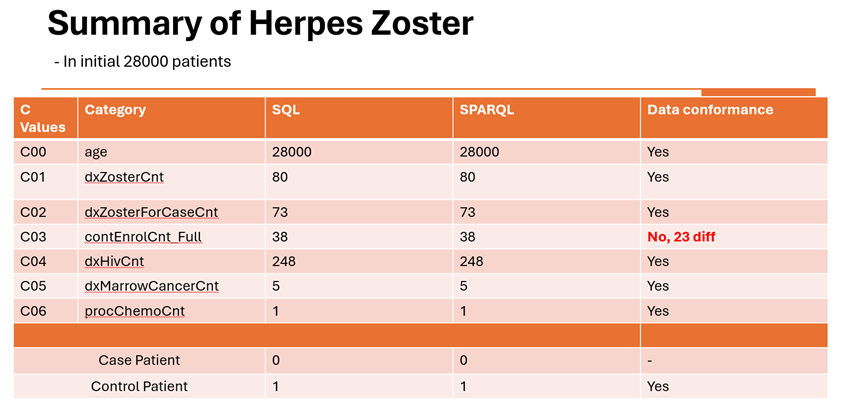 Summary of Herpes Zoster
- In initial 28000 patients
C Values Category SQL SPARQL Data conformance
C00 age 28000 28000 Yes
C01 dxZosterCnt 80 80 Yes
C02 dxZosterForCaseCnt 73 73 Yes
C03 contEnrolCnt_Full 38 38 No, 23 diff
C04 dxHivCnt 248 248 Yes
C05 dxMarrowCancerCnt 5 5 Yes
C06 procChemoCnt 1 1 Yes
Case Patient 0 0 -
Control Patient 1 1 Yes